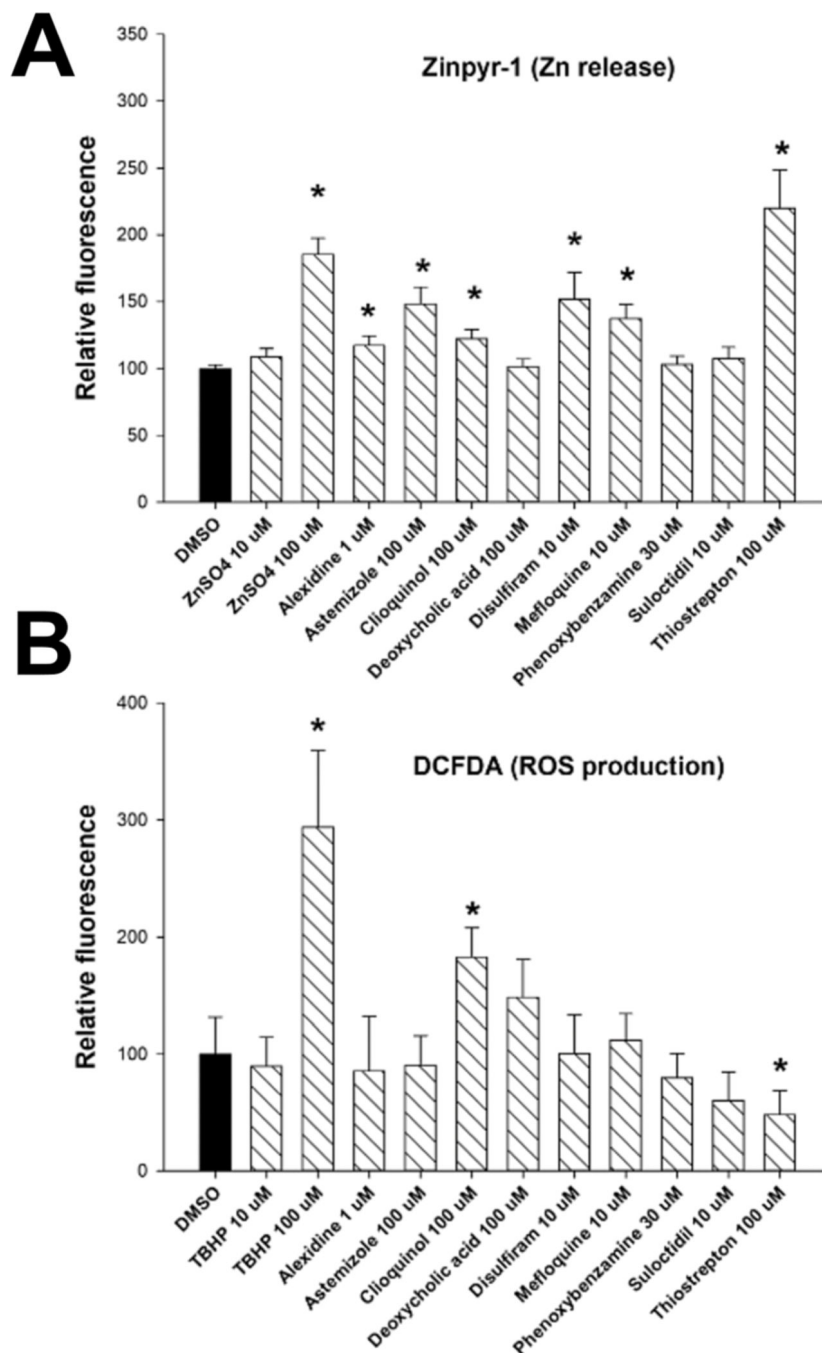 A
Zinpyr-1 (Zn release)
Relative fluorescence
350
300
250
200
150
100
50
0
*
*
*
*
*
*
*
DMSO
ZnSO4 10 uM
ZnSO4 100 uM
Alexidine 1 uM
Astemizole 100 uM
Clioquinol 100 uM
Deoxycholic acid 100 uM
Disulfiram 10 uM
Mefloquine 10 uM
Phenoxybenzamine 30 uM
Suloctidil 10 uM
Thiostrepton 100 uM
B
DCFDA (ROS production)
Relative fluorescence
400
300
200
100
0
*
*
*
DMSO
TBHP 10 uM
TBHP 100 uM
Alexidine 1 uM
Astemizole 100 uM
Clioquinol 100 uM
Deoxycholic acid 100 uM
Disulfiram 10 uM
Mefloquine 10 uM
Phenoxybenzamine 30 uM
Suloctidil 10 uM
Thiostrepton 100 uM